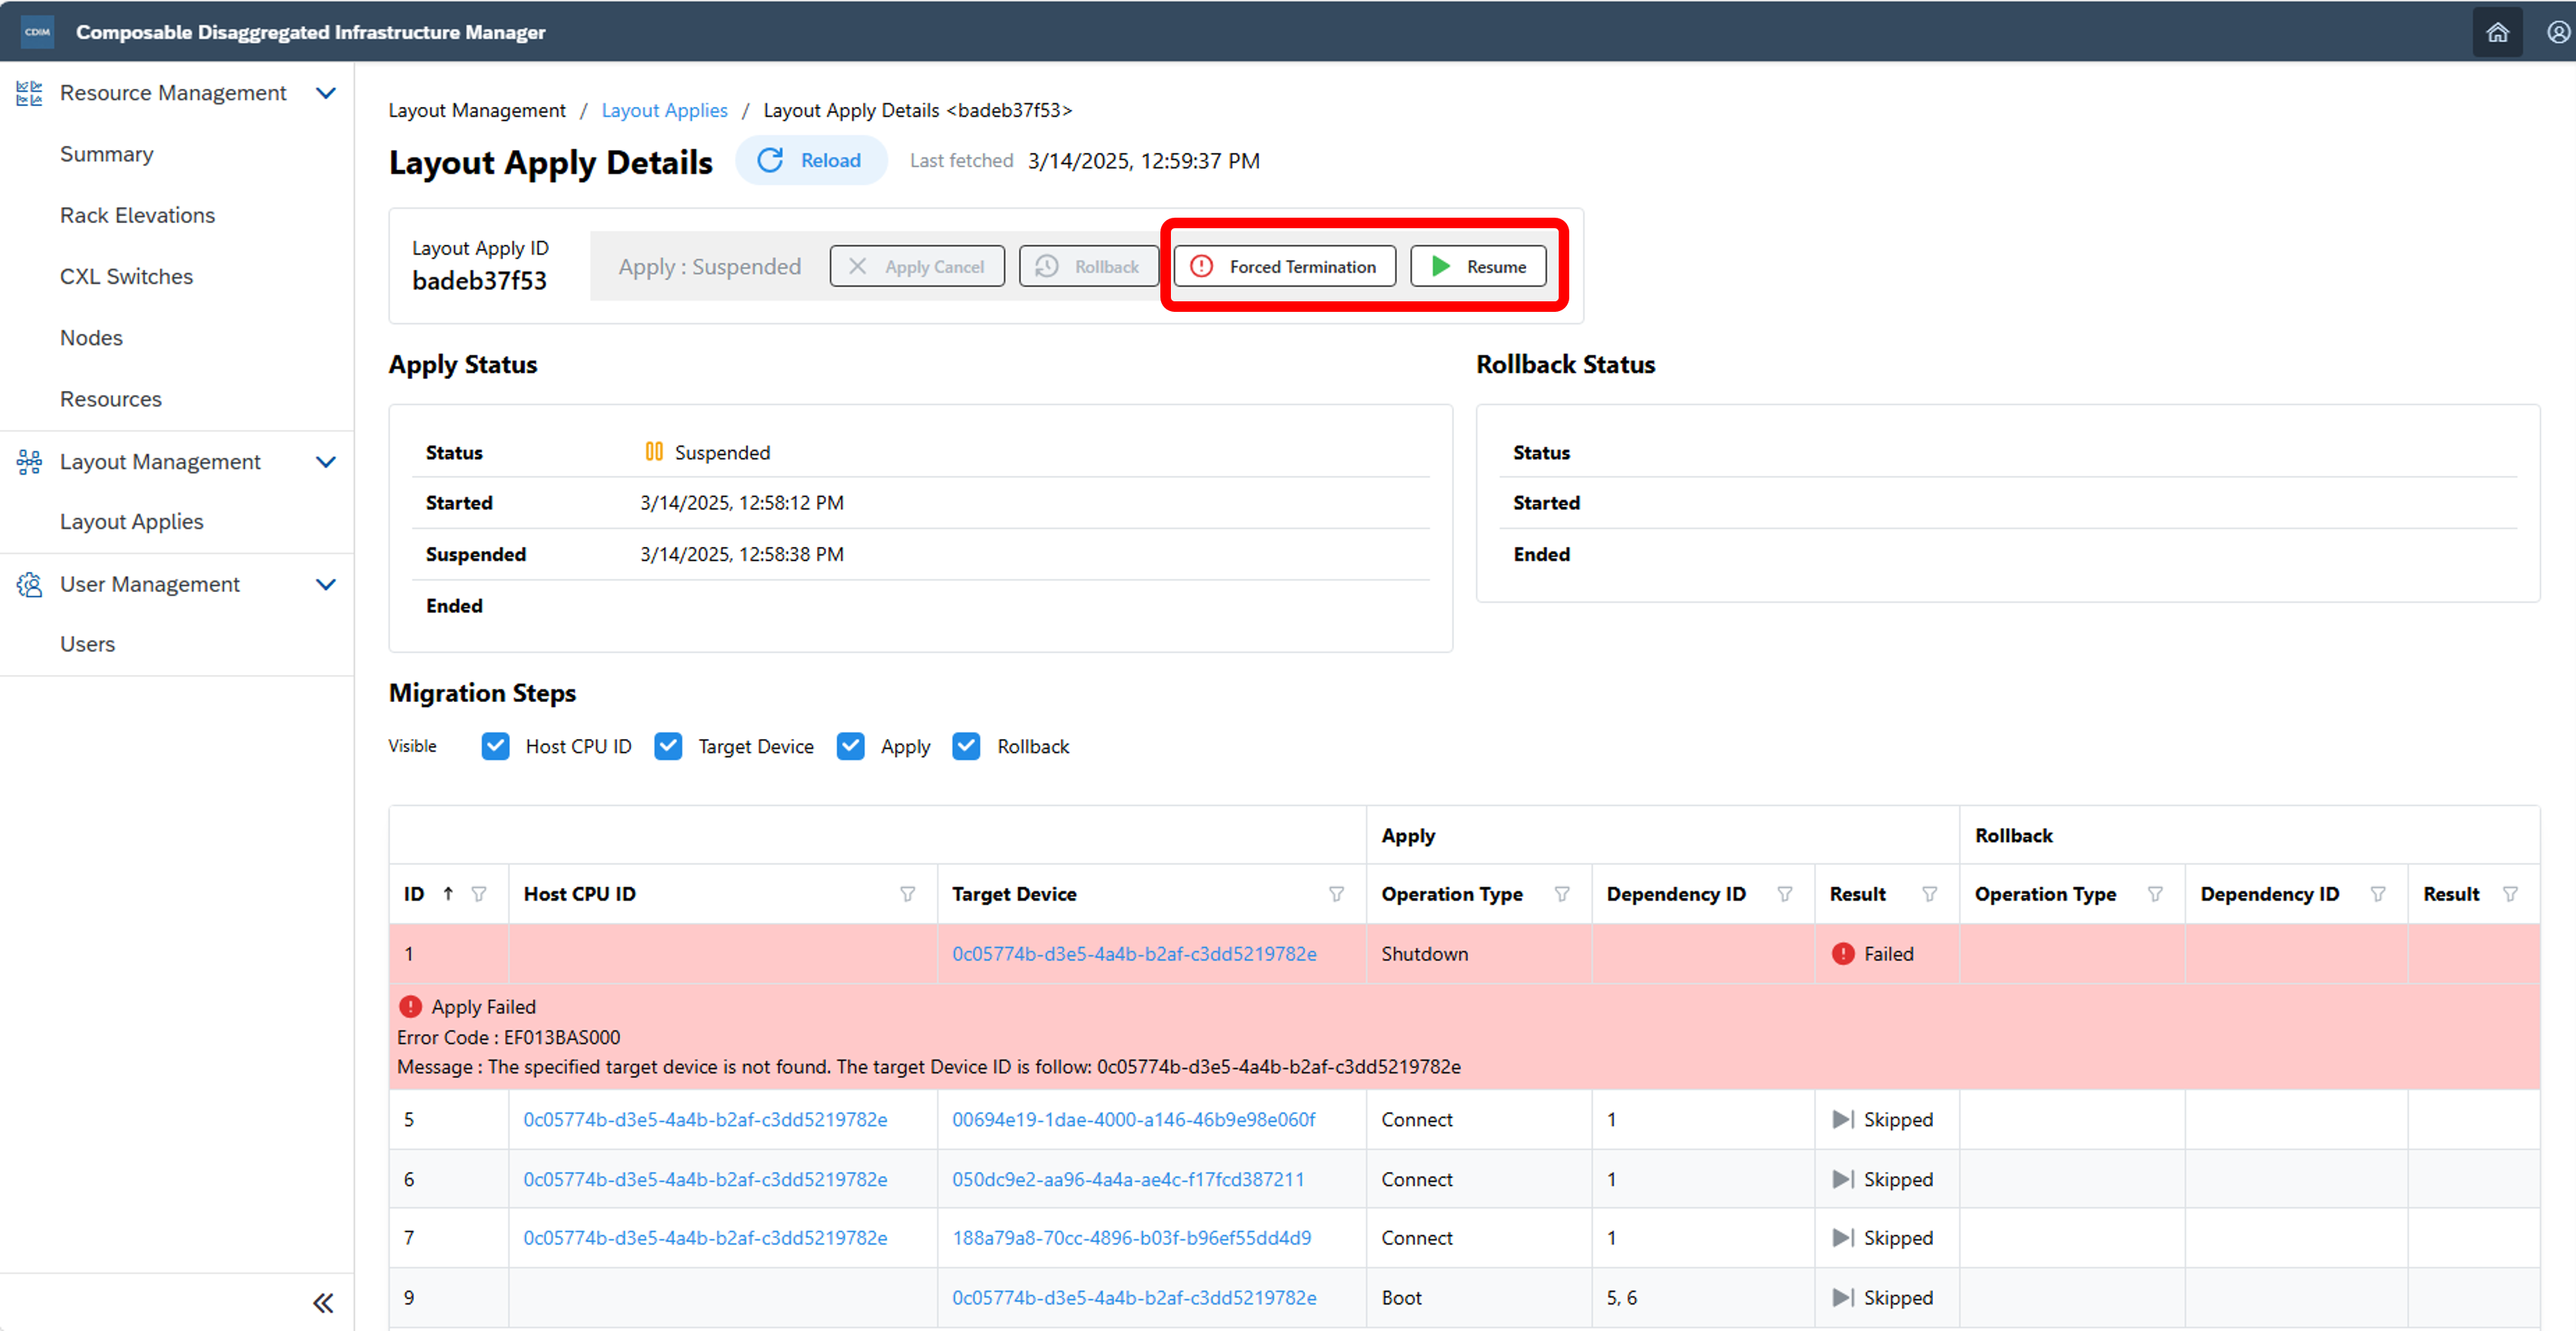 CDIM Composable Disaggregated Infrastructure Manager
Resource Management
Summary
Rack Elevations
CXL Switches
Nodes
Resources
Layout Management
Layout Applies
User Management
Users
Layout Management / Layout Applies / Layout Apply Details <badeb37f53>
Layout Apply Details Reload Last fetched 3/14/2025, 12:59:37 PM
Layout Apply ID
badeb37f53
Apply : Suspended Apply Cancel Rollback Forced Termination Resume
Apply Status
Status Suspended
Started 3/14/2025, 12:58:12 PM
Suspended 3/14/2025, 12:58:38 PM
Ended
Rollback Status
Status
Started
Ended
Migration Steps
Visible Host CPU ID Target Device Apply Rollback
Apply Rollback
ID Host CPU ID Target Device Operation Type Dependency ID Result Operation Type Dependency ID Result
1 0c05774b-d3e5-4a4b-b2af-c3dd5219782e Shutdown Failed
Apply Failed
Error Code : EF013BAS000
Message : The specified target device is not found. The target Device ID is follow: 0c05774b-d3e5-4a4b-b2af-c3dd5219782e
5 0c05774b-d3e5-4a4b-b2af-c3dd5219782e 00694e19-1dae-4000-a146-46b9e98e060f Connect 1 Skipped
6 0c05774b-d3e5-4a4b-b2af-c3dd5219782e 050dc9e2-aa96-4a4a-ae4c-f17fcd387211 Connect 1 Skipped
7 0c05774b-d3e5-4a4b-b2af-c3dd5219782e 188a79a8-70cc-4896-b03f-b96ef55dd4d9 Connect 1 Skipped
9 0c05774b-d3e5-4a4b-b2af-c3dd5219782e Boot 5, 6 Skipped